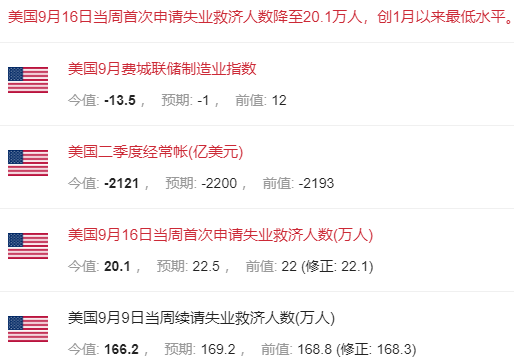 美国9月16日当周首次申请失业救济人数降至20.1万人，创1月以来最低水平。
美国9月费城联储制造业指数
今值: -13.5 ， 预期: -1 ， 前值: 12
美国二季度经常帐(亿美元)
今值: -2121 ， 预期: -2200 ， 前值: -2193
美国9月16日当周首次申请失业救济人数(万人)
今值: 20.1 ， 预期: 22.5 ， 前值: 22 (修正: 22.1)
美国9月9日当周续请失业救济人数(万人)
今值: 166.2 ， 预期: 169.2 ， 前值: 168.8 (修正: 168.3)